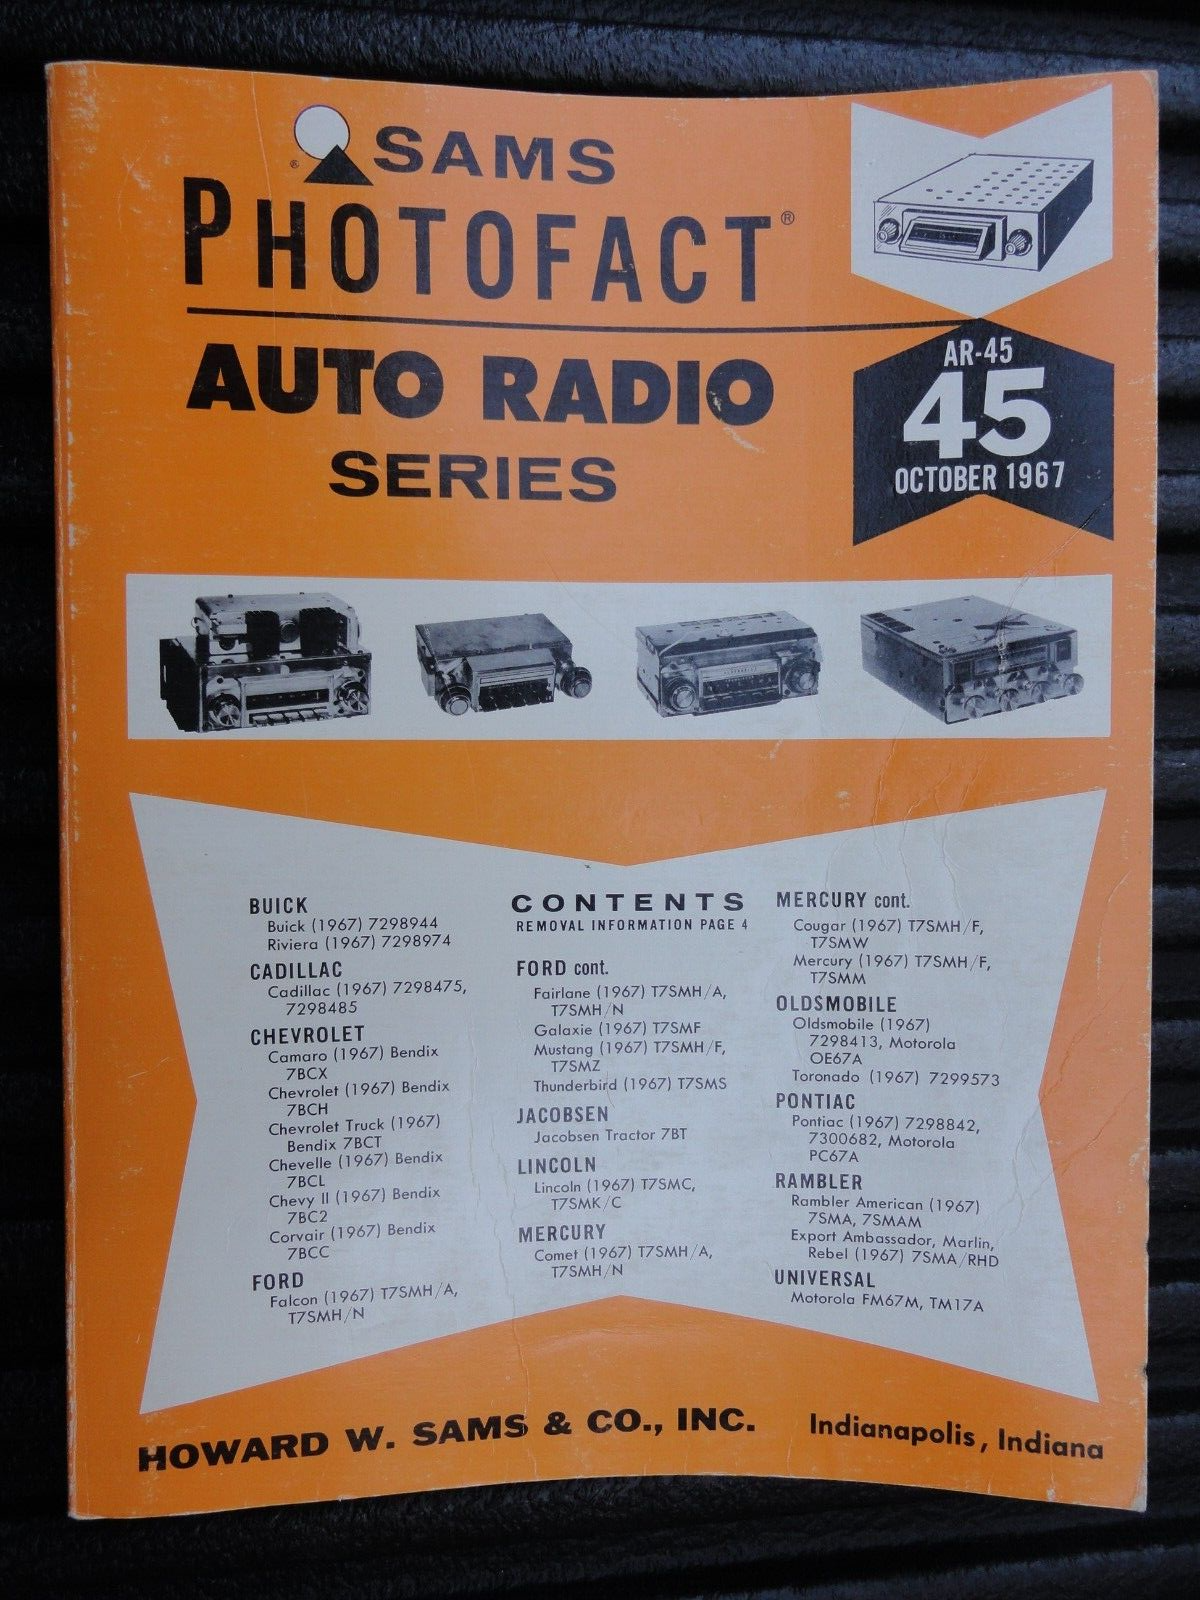 SAMS
®
PHOTOFACT®
AUTO RADIO
SERIES
AR-45
45
OCTOBER 1967
BUICK
Buick (1967) 7298944
Riviera (1967) 7298974
CADILLAC
Cadillac (1967) 7298475,
7298485
CHEVROLET
Camaro (1967) Bendix
7BCX
Chevrolet (1967) Bendix
7BCH
Chevrolet Truck (1967)
Bendix 7BCT
Chevelle (1967) Bendix
7BCL
Chevy II (1967) Bendix
7BC2
Corvair (1967) Bendix
7BCC
FORD
Falcon (1967) T7SMH/A,
T7SMH/N
CONTENTS
REMOVAL INFORMATION PAGE 4
FORD cont.
Fairlane (1967) T7SMH/A,
T7SMH/N
Galaxie (1967) T7SMF
Mustang (1967) T7SMH/F,
T7SMZ
Thunderbird (1967) T7SMS
JACOBSEN
Jacobsen Tractor 7BT
LINCOLN
Lincoln (1967) T7SMC,
T7SMK/C
MERCURY
Comet (1967) T7SMH/A,
T7SMH/N
MERCURY cont.
Cougar (1967) T7SMH/F,
T7SMW
Mercury (1967) T7SMH/F,
T7SMM
OLDSMOBILE
Oldsmobile (1967)
7298413, Motorola
OE67A
Toronado (1967) 7299573
PONTIAC
Pontiac (1967) 7298842,
7300682, Motorola
PC67A
RAMBLER
Rambler American (1967)
7SMA, 7SMAM
Export Ambassador, Marlin,
Rebel (1967) 7SMA/RHD
UNIVERSAL
Motorola FM67M, TM17A
HOWARD W. SAMS & CO., INC. Indianapolis, Indiana